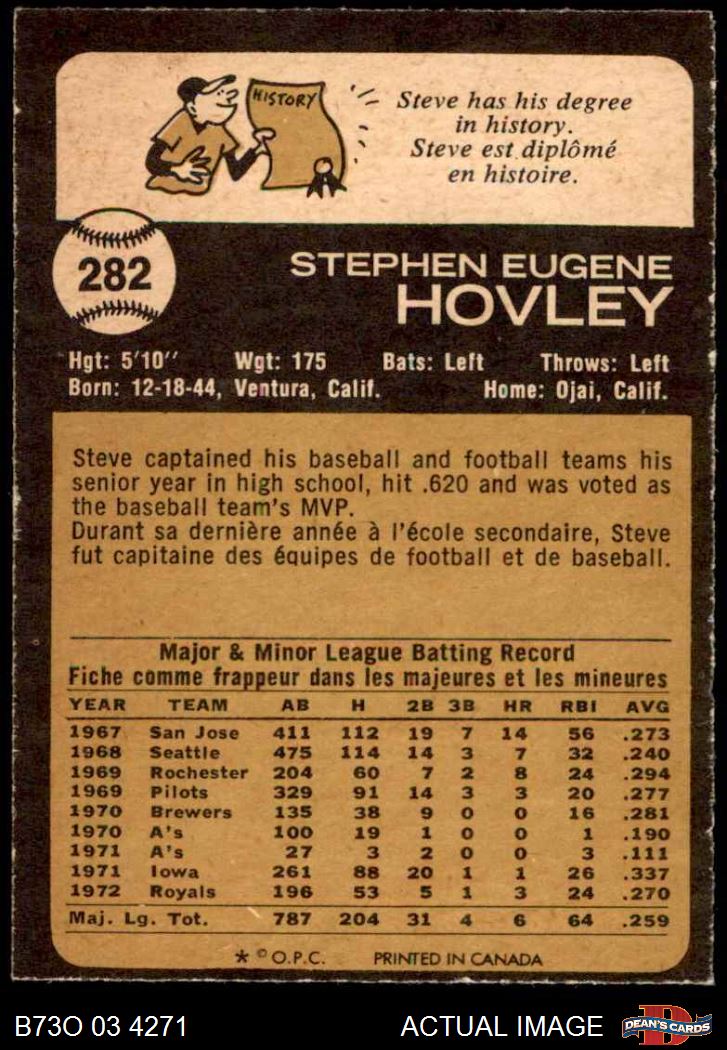 HISTORY
Steve has his degree
in history.
Steve est diplômé
en histoire.
282
STEPHEN EUGENE
HOVLEY
Hgt: 5'10" Wgt: 175 Bats: Left Throws: Left
Born: 12-18-44, Ventura, Calif. Home: Ojai, Calif.
Steve captained his baseball and football teams his
senior year in high school, hit .620 and was voted as
the baseball team's MVP.
Durant sa dernière année à l'école secondaire, Steve
fut capitaine des équipes de football et de baseball.
Major & Minor League Batting Record
Fiche comme frappeur dans les majeures et les mineures
YEAR TEAM AB H 2B 3B HR RBI AVG
1967 San Jose 411 112 19 7 14 56 .273
1968 Seattle 475 114 14 3 7 32 .240
1969 Rochester 204 60 7 2 8 24 .294
1969 Pilots 329 91 14 3 3 20 .277
1970 Brewers 135 38 9 0 0 16 .281
1970 A's 100 19 1 0 0 1 .190
1971 A's 27 3 2 0 0 3 .111
1971 Iowa 261 88 20 1 1 26 .337
1972 Royals 196 53 5 1 3 24 .270
Maj. Lg. Tot. 787 204 31 4 6 64 .259
* © O.P.C. PRINTED IN CANADA
B73O 03 4271 ACTUAL IMAGE
D
DEAN'S CARDS